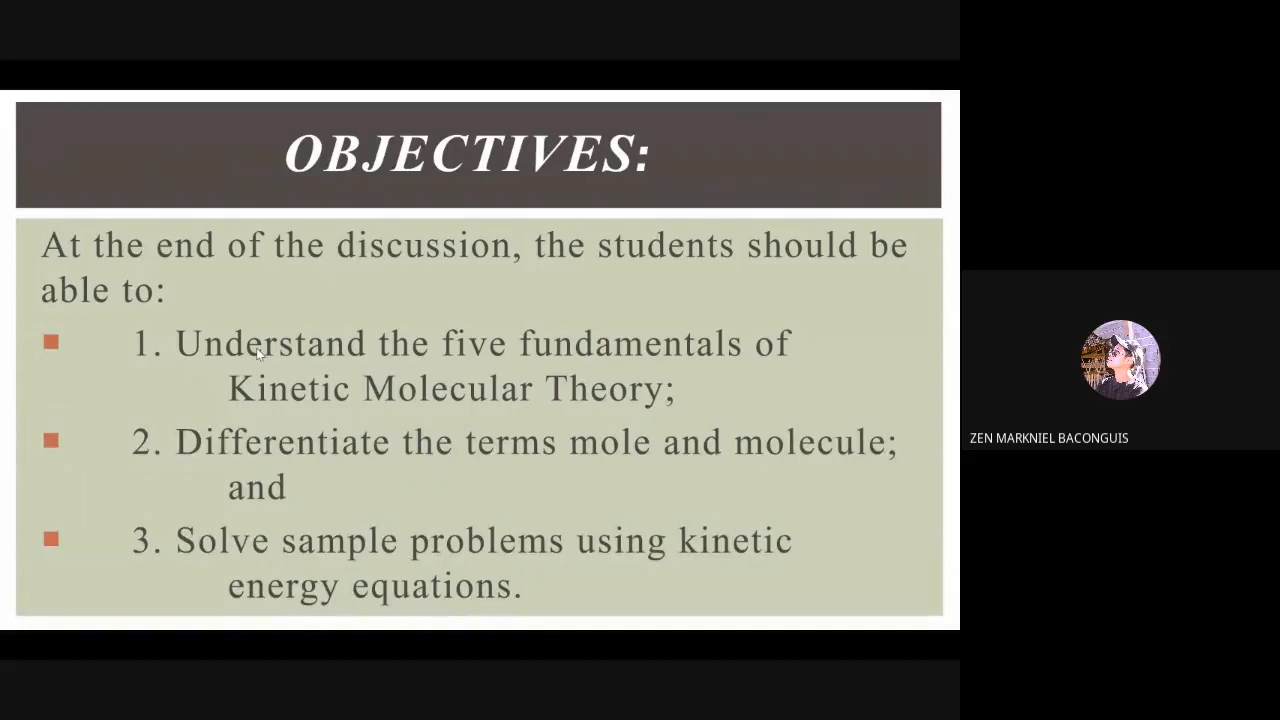 OBJECTIVES:
At the end of the discussion, the students should be
able to:
1. Understand the five fundamentals of
Kinetic Molecular Theory;
2. Differentiate the terms mole and molecule;
and
3. Solve sample problems using kinetic
energy equations.
ZEN MARKNIEL BACONGUIS